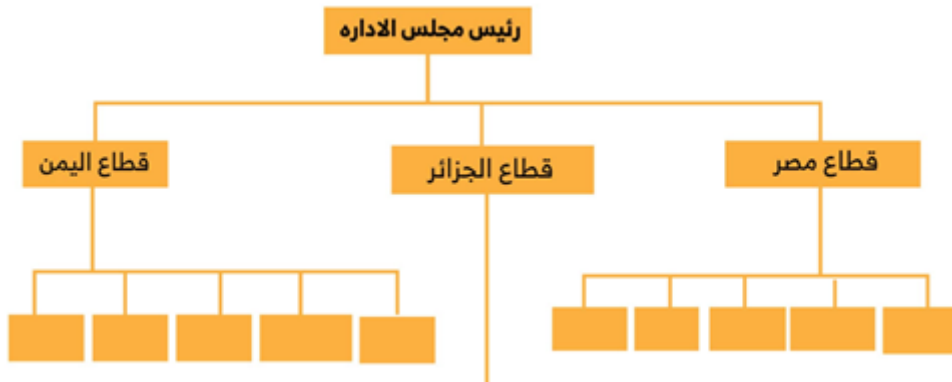 رئيس مجلس الاداره
قطاع مصر
قطاع الجزائر
قطاع اليمن